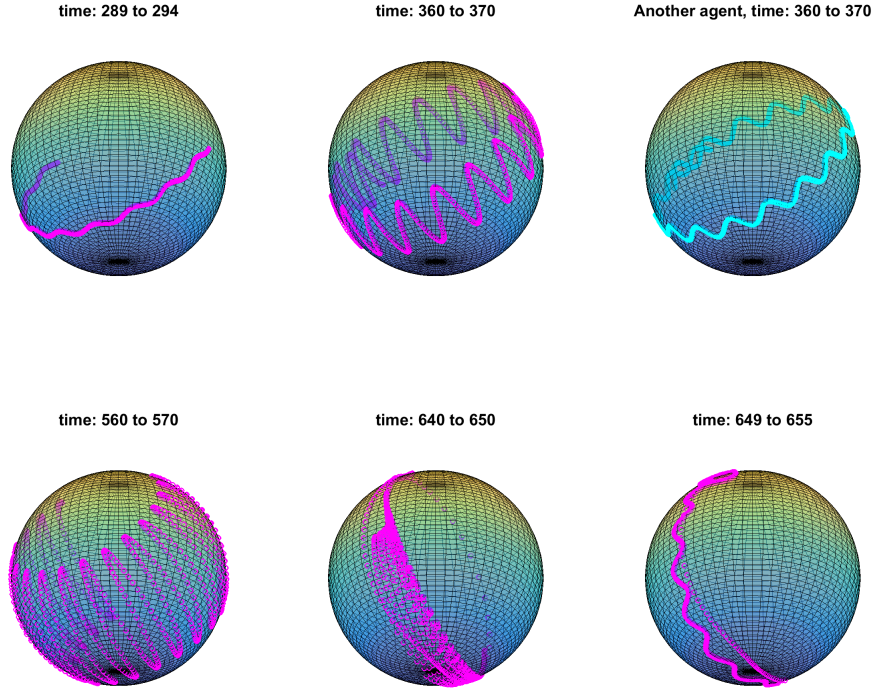 time: 289 to 294
time: 360 to 370
Another agent, time: 360 to 370
time: 560 to 570
time: 640 to 650
time: 649 to 655